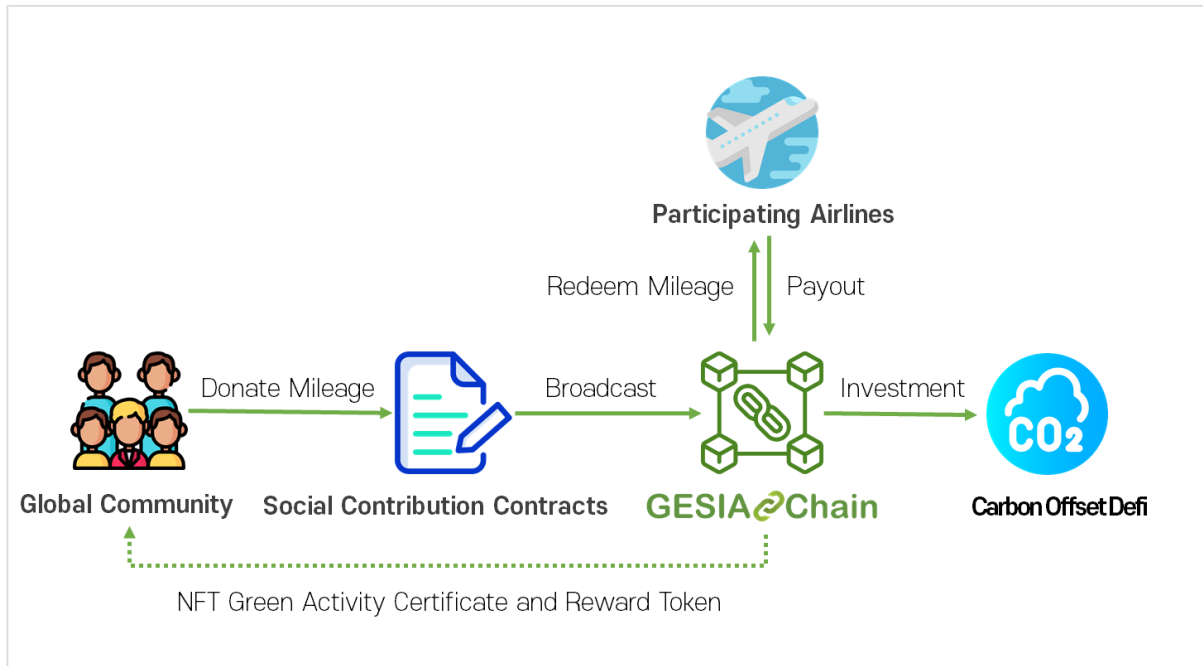 Participating Airlines
Redeem Mileage
Payout
Donate Mileage
Broadcast
Investment
CO2
Global Community
Social Contribution Contracts
GESIA Chain
Carbon Offset Defi
NFT Green Activity Certificate and Reward Token